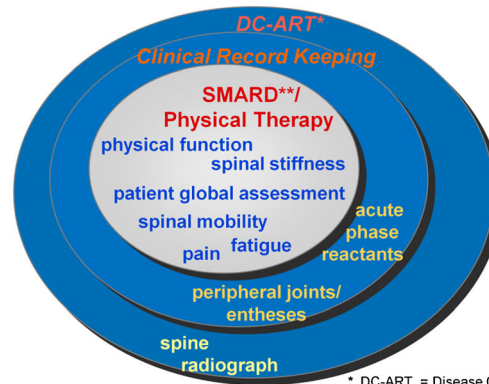 DC-ART*
Clinical Record Keeping
SMARD**/
Physical Therapy
physical function
spinal stiffness
patient global assessment
spinal mobility
fatigue
pain
acute
phase
reactants
peripheral joints/
entheses
spine
radiograph
* DC-ART = Disease